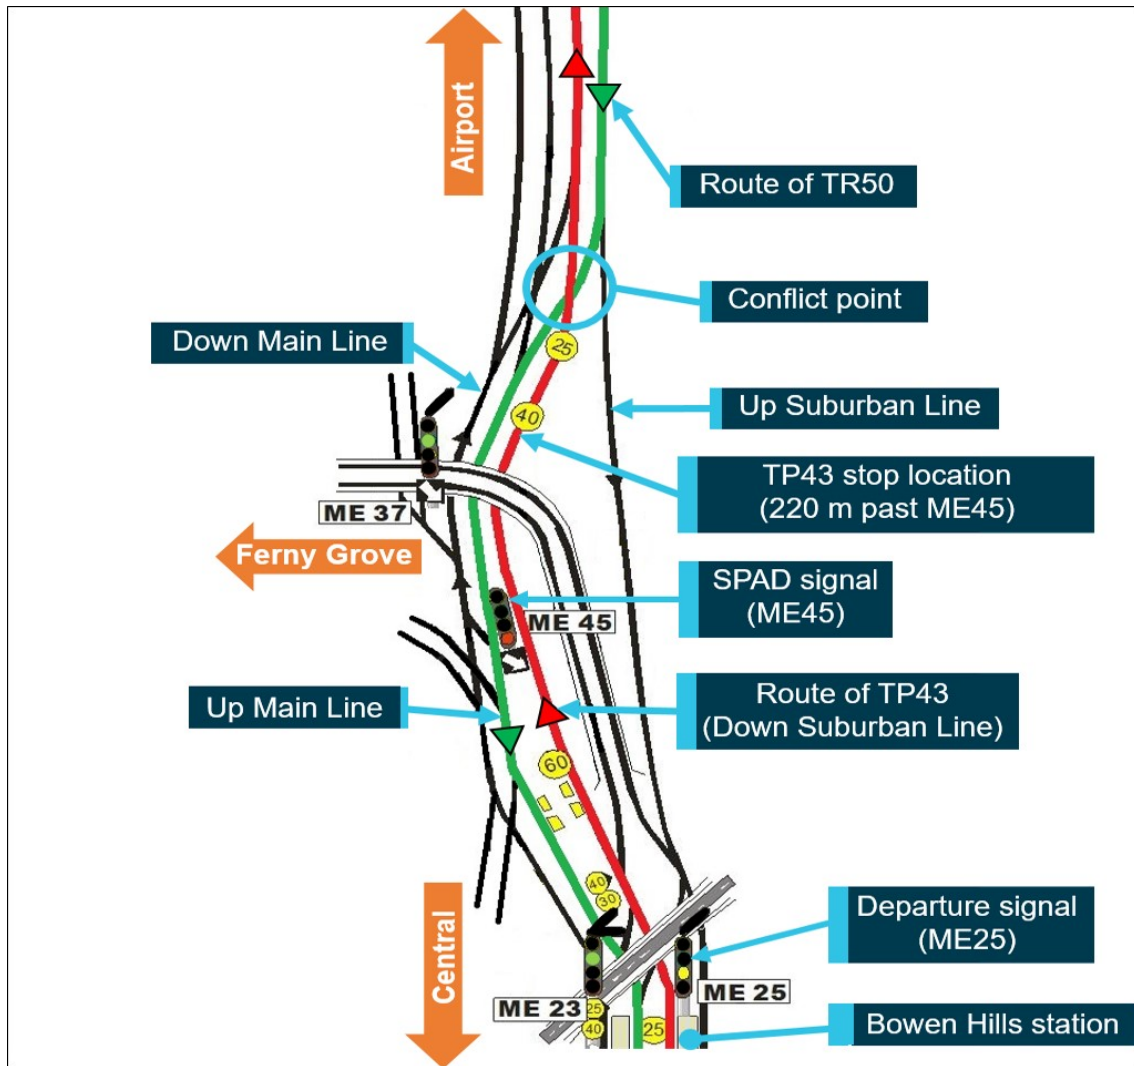 Airport
Route of TR50
Conflict point
Down Main Line
25
40
Up Suburban Line
TP43 stop location
(220 m past ME45)
ME 37
Ferny Grove
SPAD signal
(ME45)
ME 45
Up Main Line
Route of TP43
(Down Suburban Line)
60
40
30
Departure signal
(ME25)
Central
ME 23
ME 25
25
40
25
Bowen Hills station